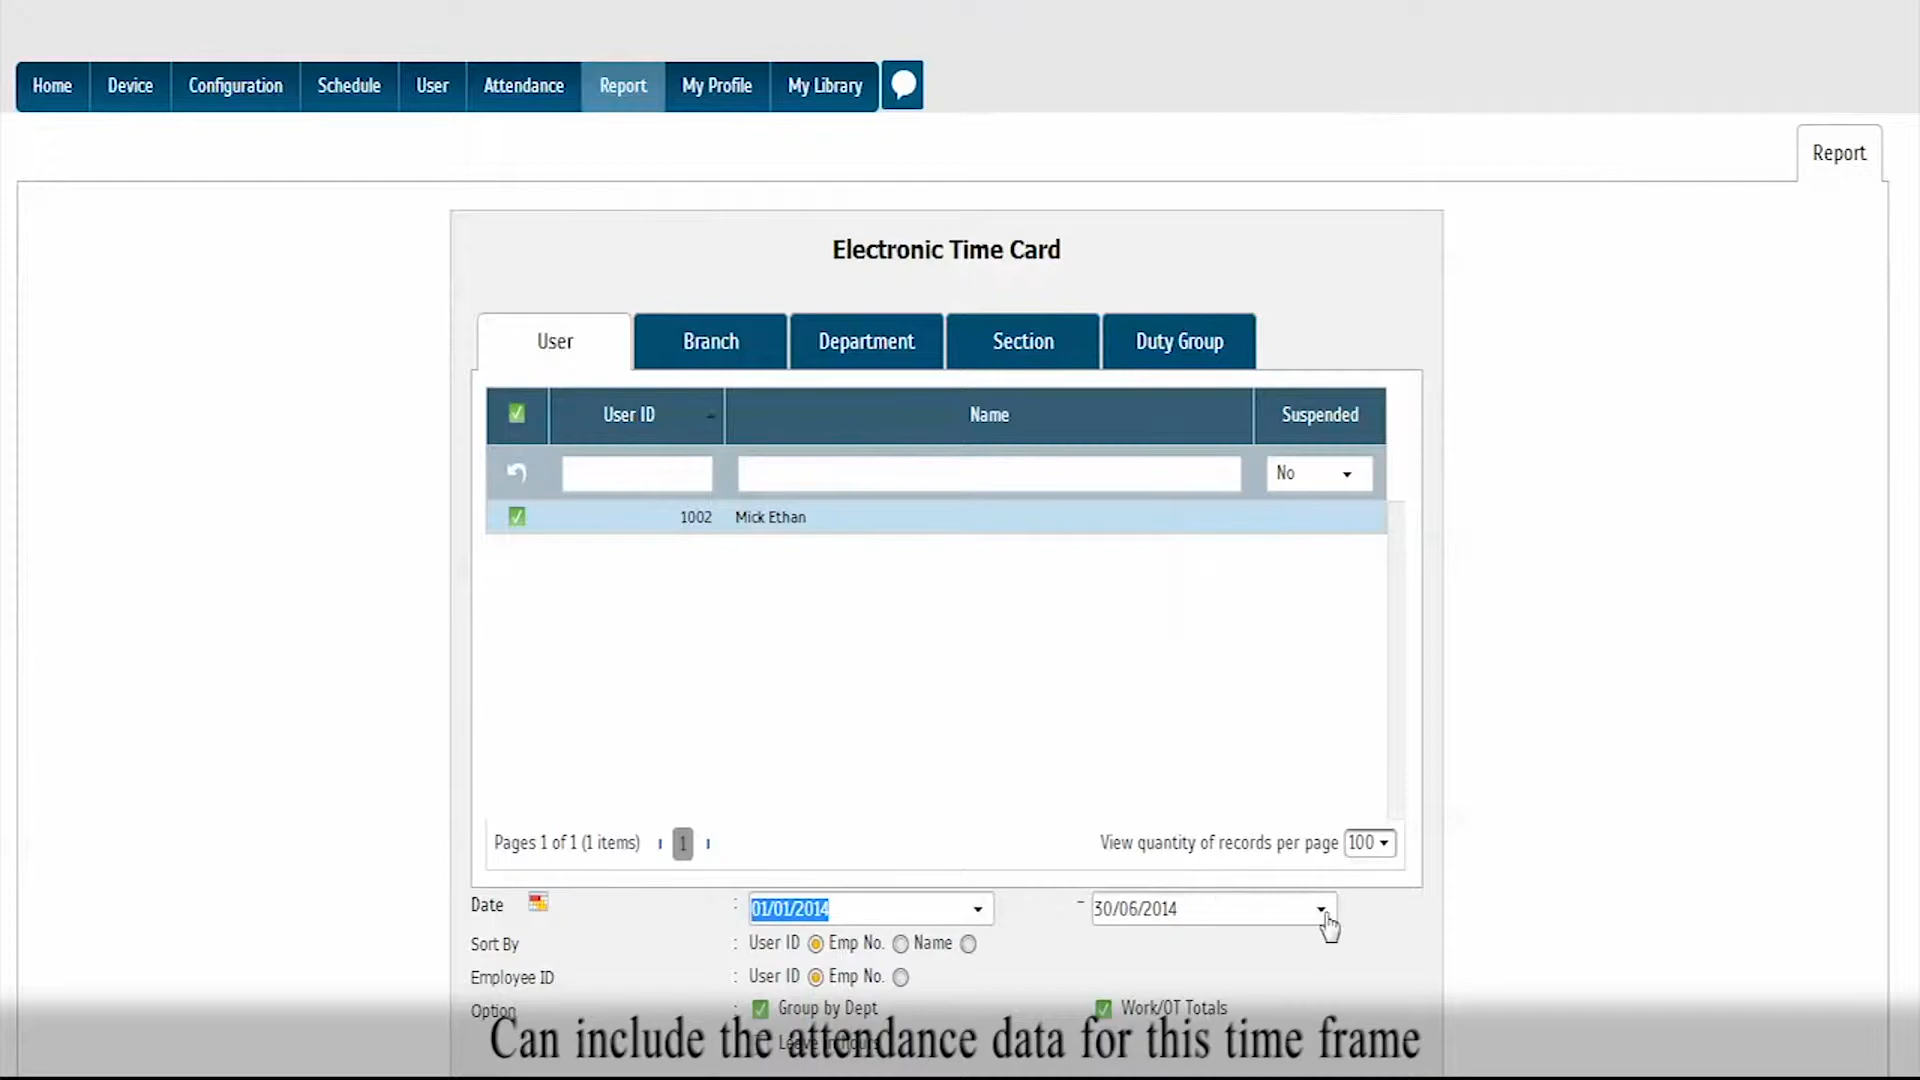 Home Device Configuration Schedule User Attendance Report My Profile My Library
Report
Electronic Time Card
User Branch Department Section Duty Group
User ID Name Suspended
No
1002 Mick Ethan
Pages 1 of 1 (1 items) 1 View quantity of records per page 100
Date : 01/01/2014 - 30/06/2014
Sort By : User ID Emp No. Name
Employee ID : User ID Emp No.
Option : Group by Dept Work/OT Totals
Leave in hours
Can include the attendance data for this time frame